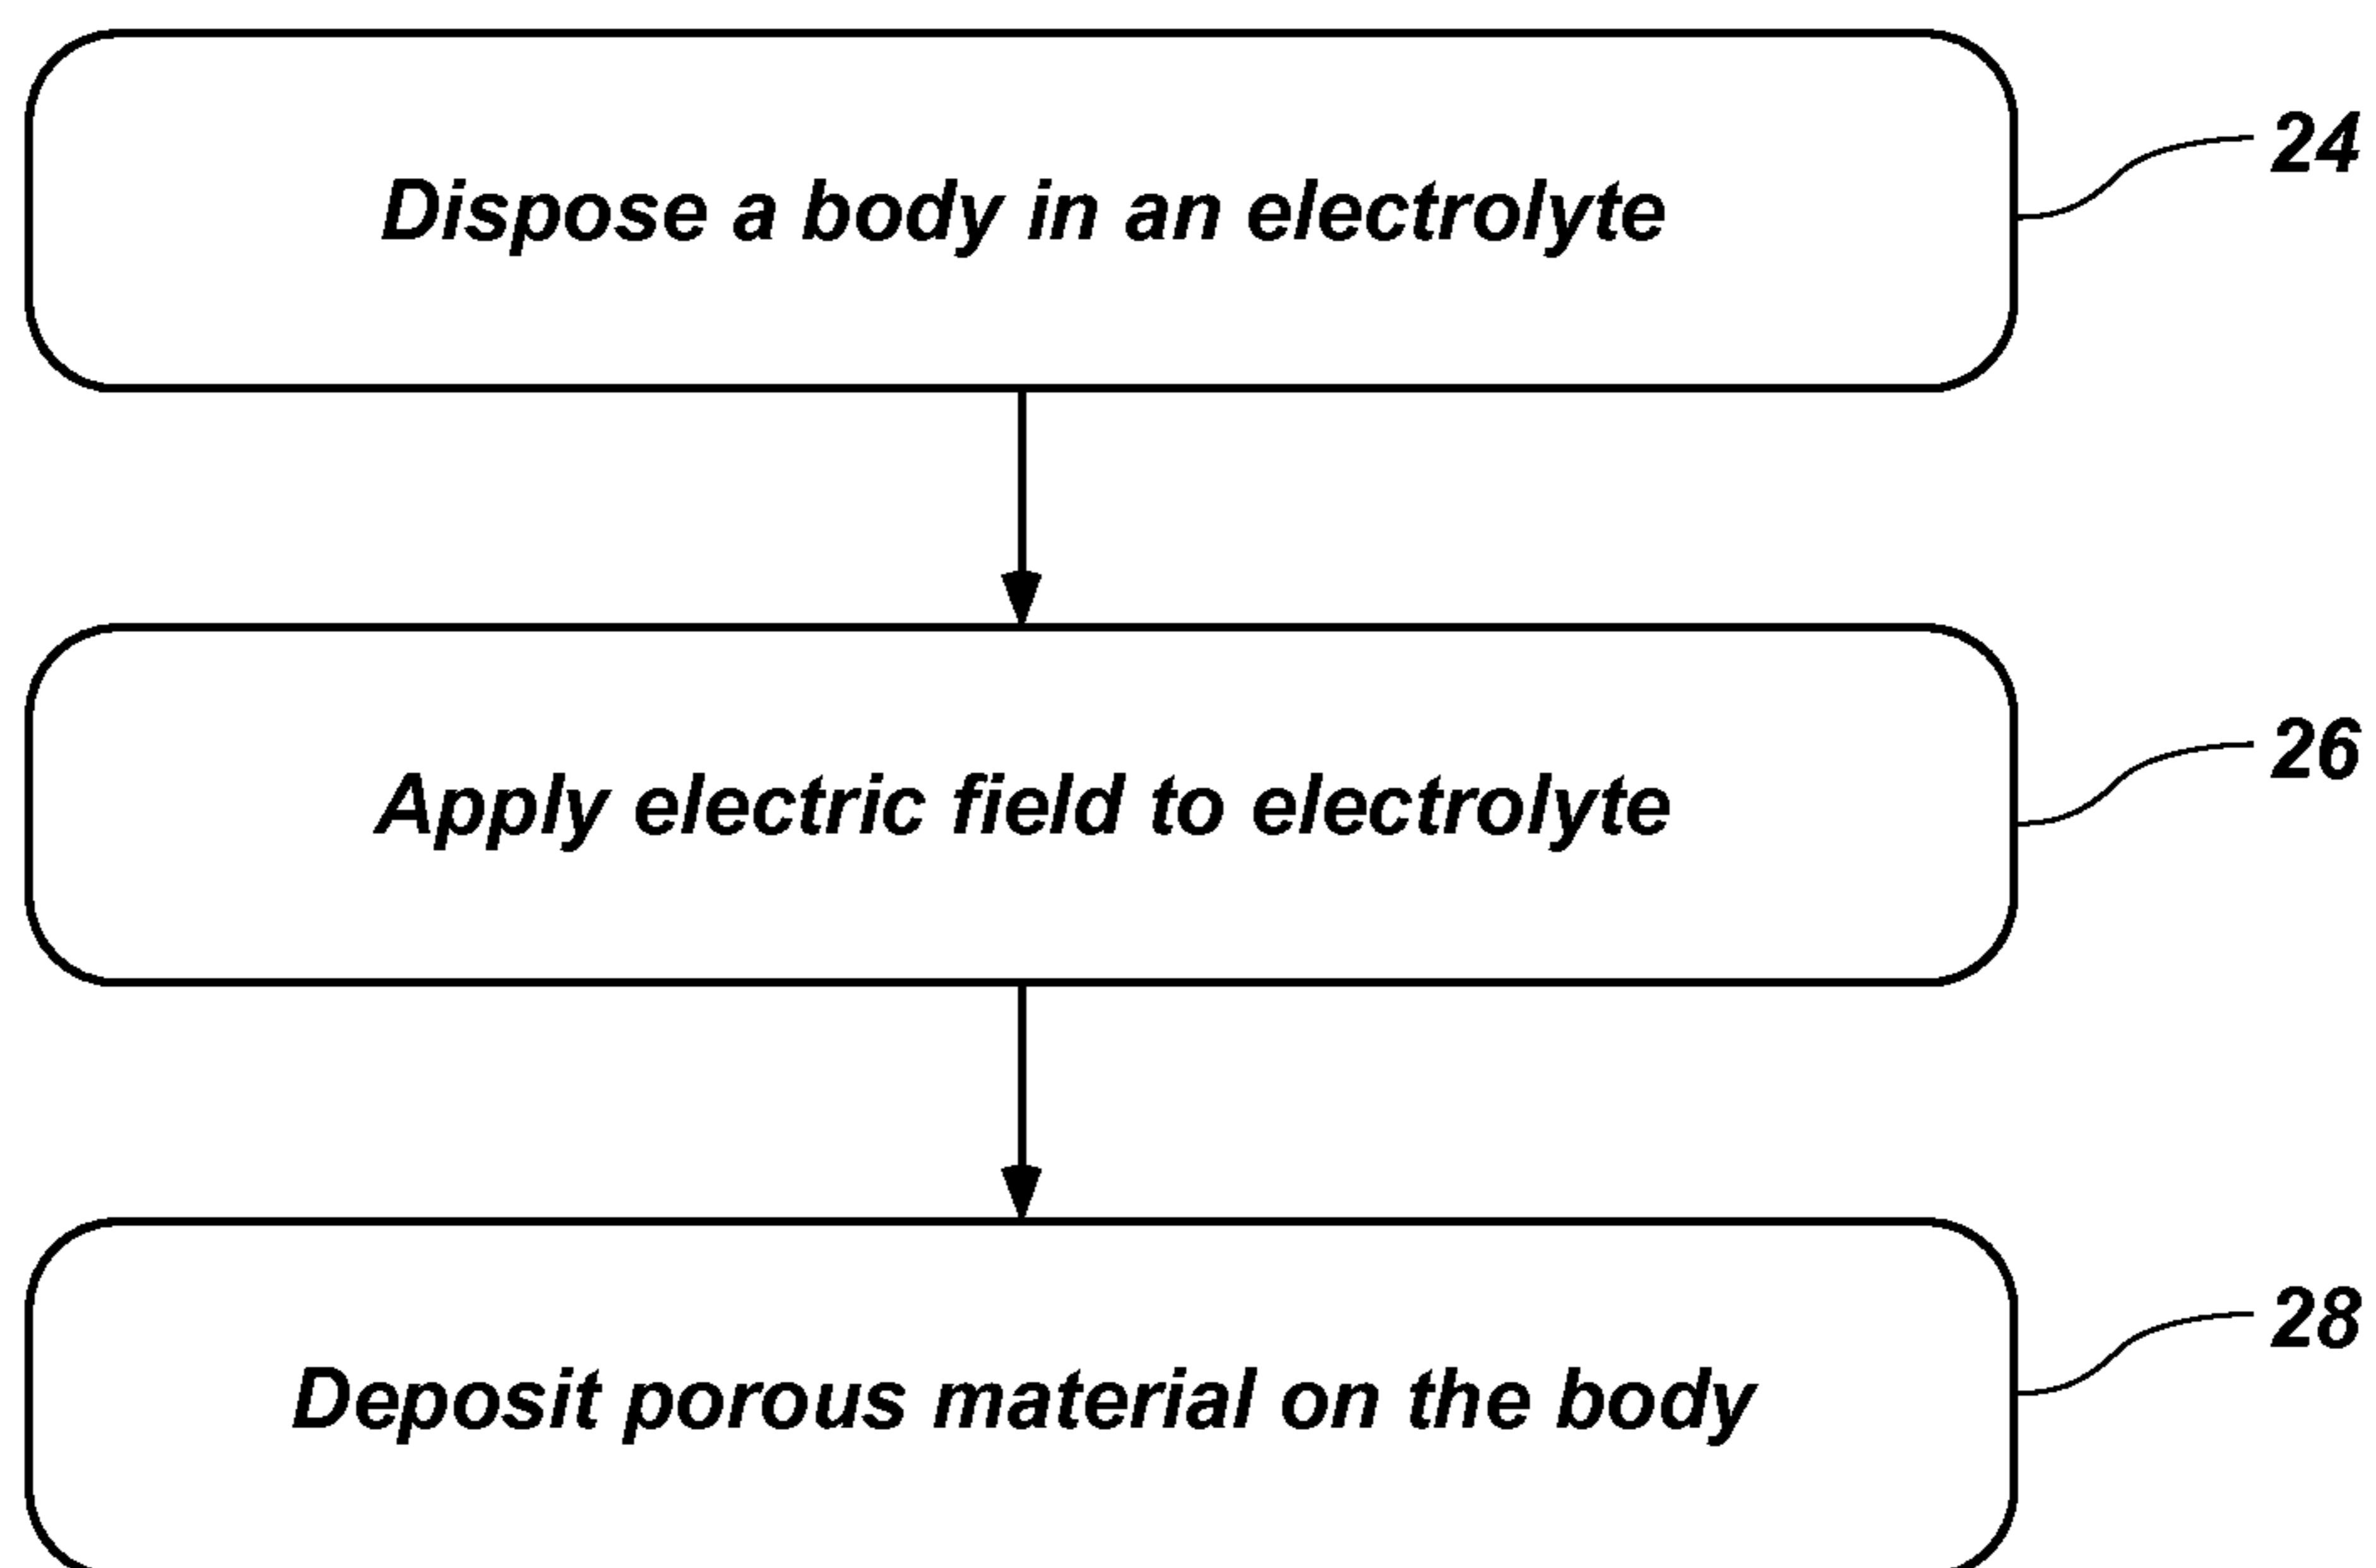 Dispose a body in an electrolyte
24
Apply electric field to electrolyte
26
Deposit porous material on the body
28